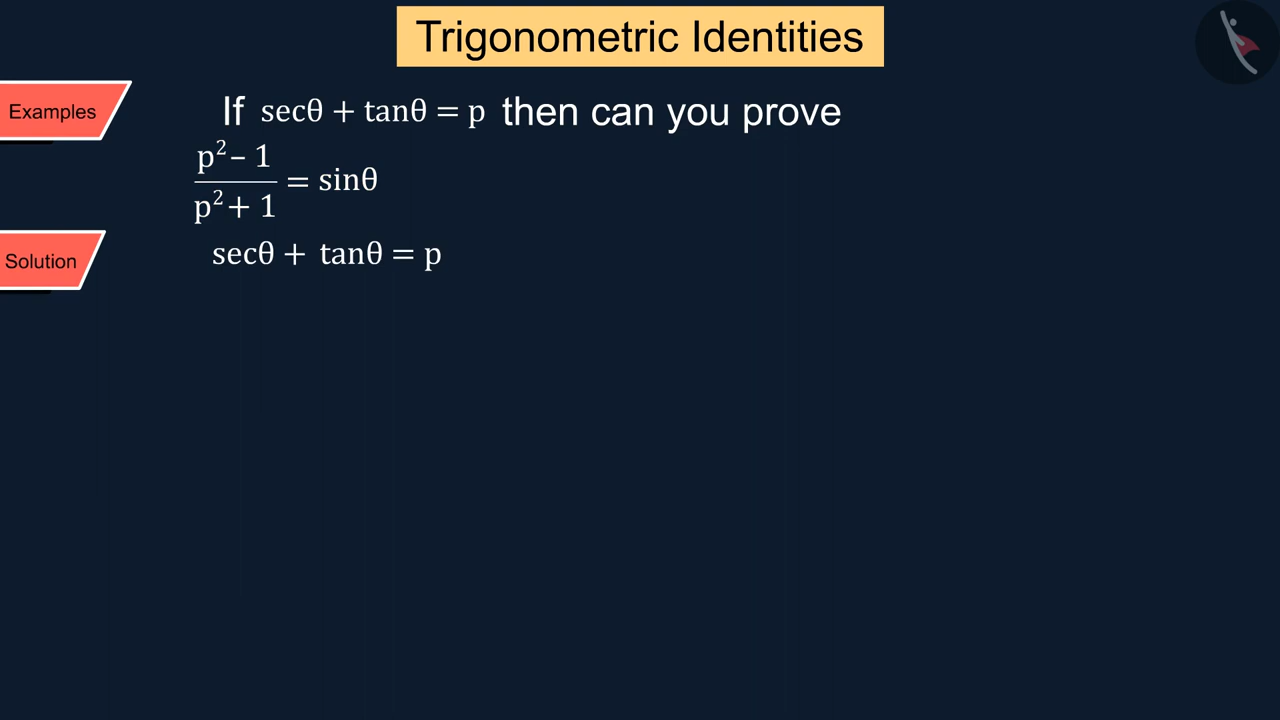 Trigonometric Identities
Examples
If secθ + tanθ = p then can you prove
p² – 1
p² + 1
= sinθ
Solution
secθ + tanθ = p